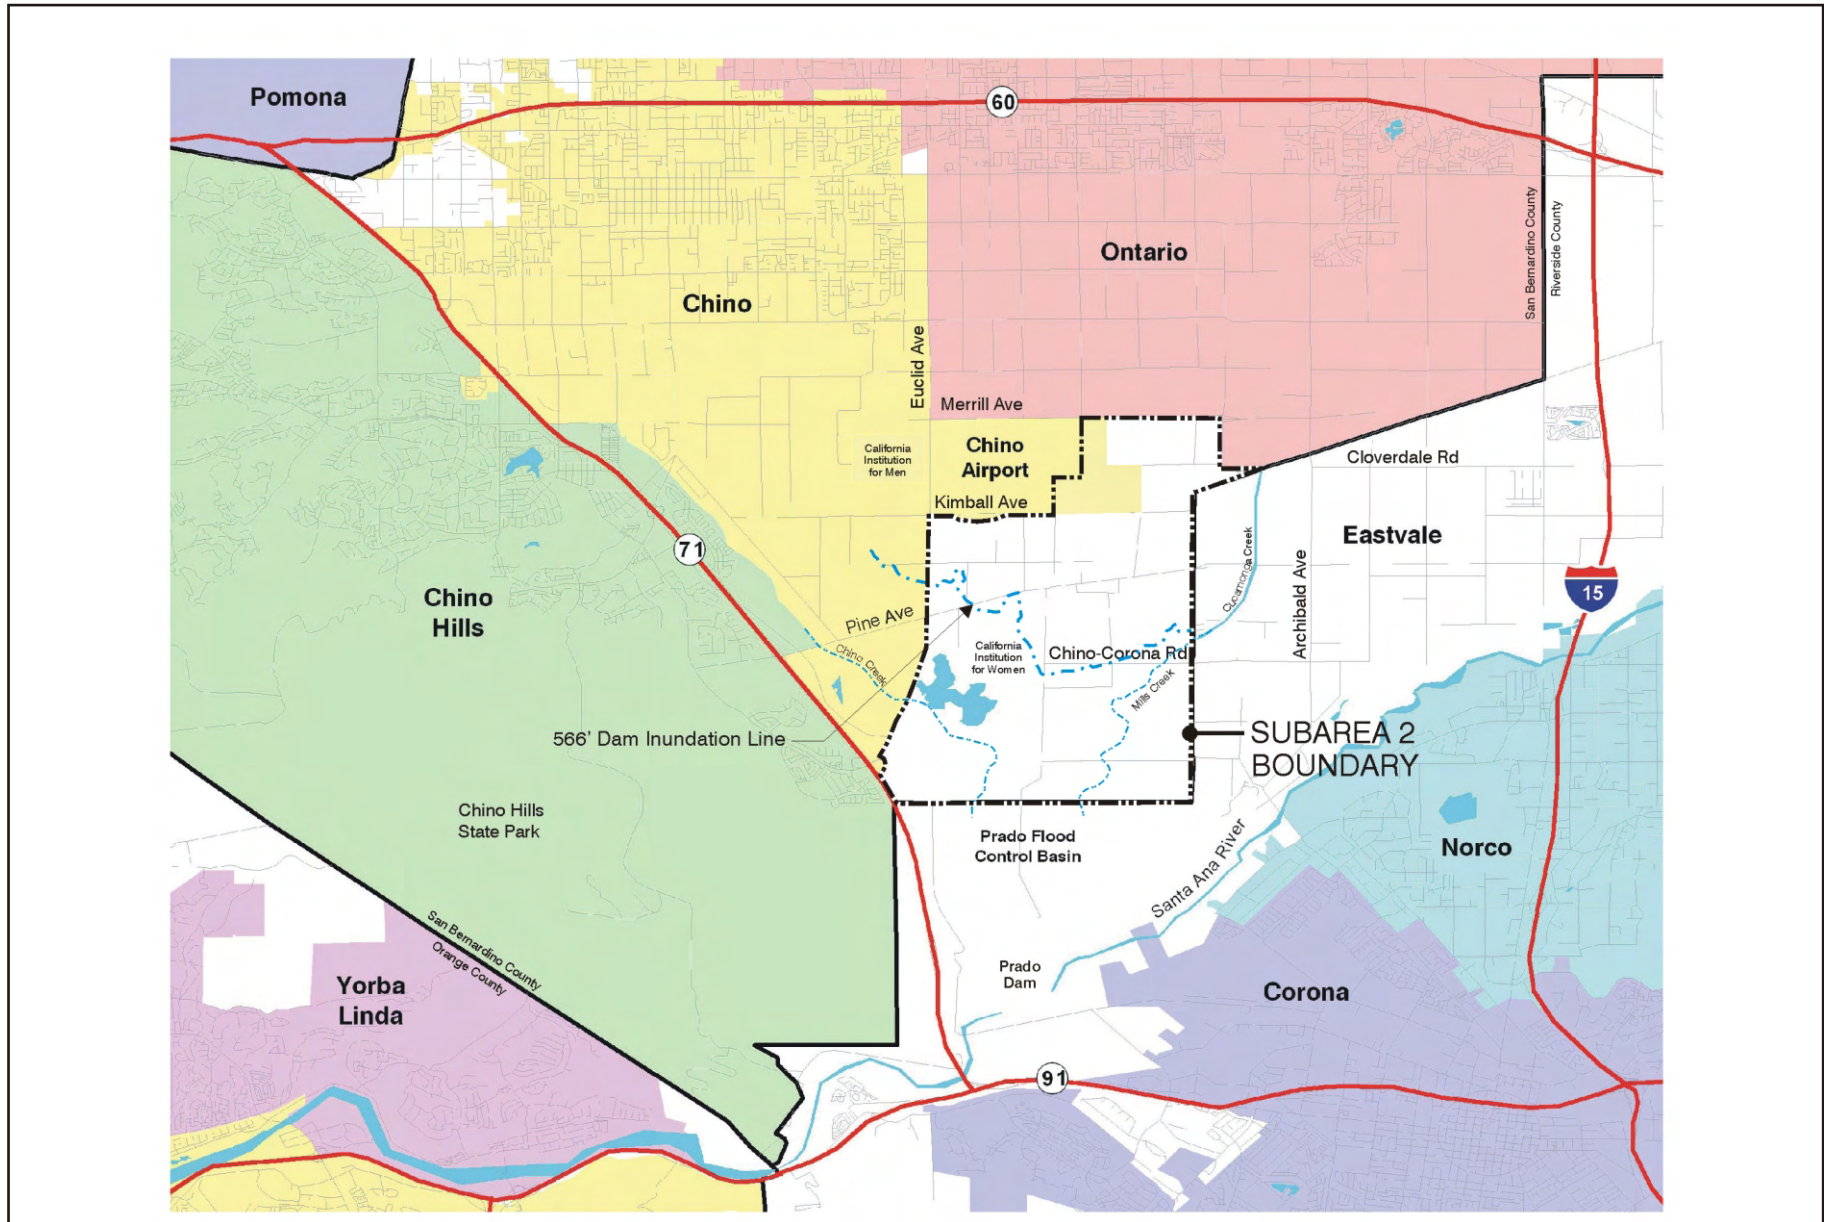 Pomona
60
San Bernardino County
Riverside County
Ontario
Chino
Euclid Ave
Merrill Ave
California
Institution
for Men
Chino
Airport
Cloverdale Rd
Kimball Ave
Eastvale
71
Cucamonga Creek
Archibald Ave
15
Chino
Hills
Pine Ave
Chino Creek
California
Institution
for Women
Chino-Corona Rd
Mills Creek
566' Dam Inundation Line
SUBAREA 2
BOUNDARY
Chino Hills
State Park
Prado Flood
Control Basin
Santa Ana River
Norco
San Bernardino County
Orange County
Prado
Dam
Yorba
Linda
Corona
91